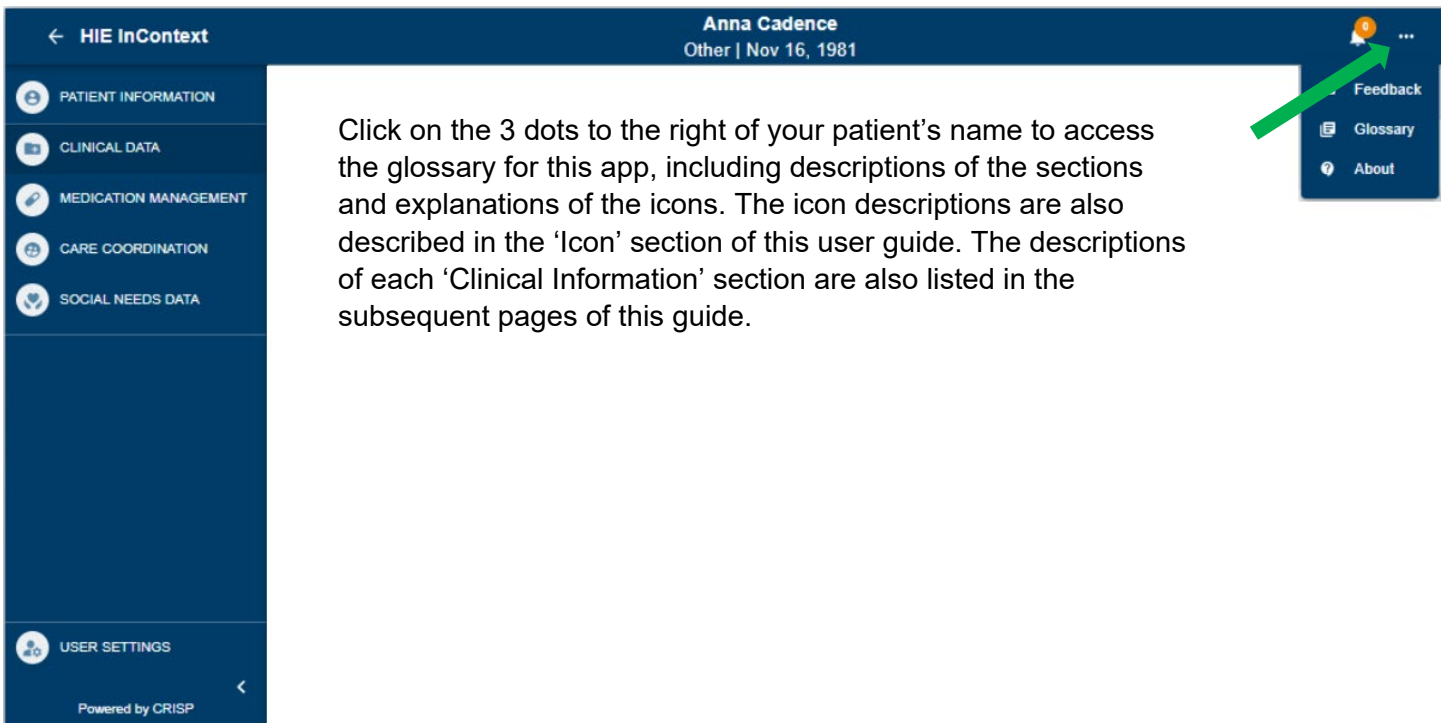 ← HIE InContext
Anna Cadence
Other | Nov 16, 1981
0
...
PATIENT INFORMATION
CLINICAL DATA
MEDICATION MANAGEMENT
CARE COORDINATION
SOCIAL NEEDS DATA
Feedback
Glossary
About
Click on the 3 dots to the right of your patient’s name to access
the glossary for this app, including descriptions of the sections
and explanations of the icons. The icon descriptions are also
described in the ‘Icon’ section of this user guide. The descriptions
of each ‘Clinical Information’ section are also listed in the
subsequent pages of this guide.
USER SETTINGS
Powered by CRISP